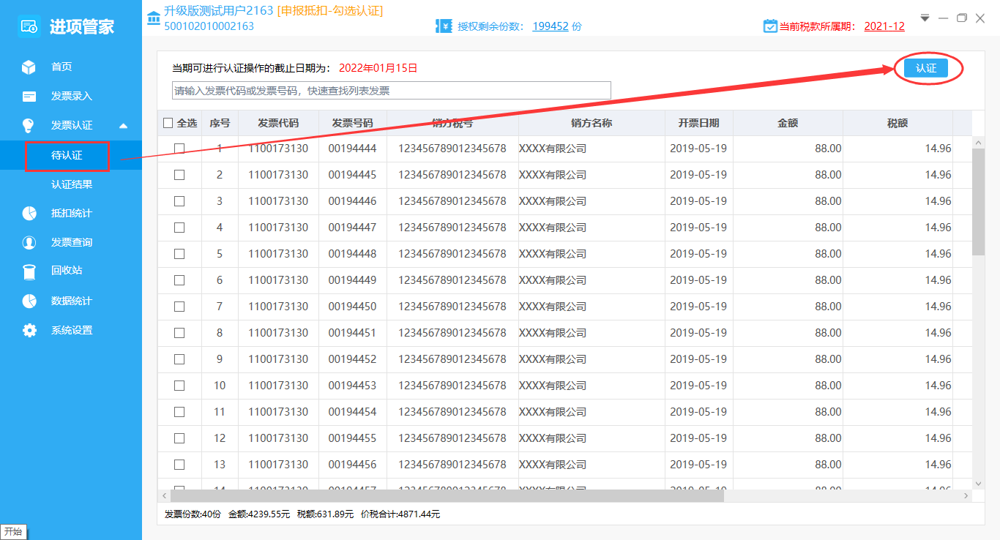 进项管家
升级版测试用户2163 [申报抵扣-勾选认证]
500102010002163
授权剩余份数： 199452 份
当前税款所属期： 2021-12
首页
发票录入
发票认证
待认证
认证结果
抵扣统计
发票查询
回收站
数据统计
系统设置
开始
当期可进行认证操作的截止日期为： 2022年01月15日
认证
请输入发票代码或发票号码，快速查找列表发票
全选 序号 发票代码 发票号码 销方税号 销方名称 开票日期 金额 税额
1 1100173130 00194444 123456789012345678 XXXX有限公司 2019-05-19 88.00 14.96
2 1100173130 00194445 123456789012345678 XXXX有限公司 2019-05-19 88.00 14.96
3 1100173130 00194446 123456789012345678 XXXX有限公司 2019-05-19 88.00 14.96
4 1100173130 00194447 123456789012345678 XXXX有限公司 2019-05-19 88.00 14.96
5 1100173130 00194448 123456789012345678 XXXX有限公司 2019-05-19 88.00 14.96
6 1100173130 00194449 123456789012345678 XXXX有限公司 2019-05-19 88.00 14.96
7 1100173130 00194450 123456789012345678 XXXX有限公司 2019-05-19 88.00 14.96
8 1100173130 00194451 123456789012345678 XXXX有限公司 2019-05-19 88.00 14.96
9 1100173130 00194452 123456789012345678 XXXX有限公司 2019-05-19 88.00 14.96
10 1100173130 00194453 123456789012345678 XXXX有限公司 2019-05-19 88.00 14.96
11 1100173130 00194454 123456789012345678 XXXX有限公司 2019-05-19 88.00 14.96
12 1100173130 00194455 123456789012345678 XXXX有限公司 2019-05-19 88.00 14.96
13 1100173130 00194456 123456789012345678 XXXX有限公司 2019-05-19 88.00 14.96
14 1100173130 00194457 123456789012345678 XXXX有限公司 2019-05-19 88.00 14.96
发票份数:40份 金额:4239.55元 税额:631.89元 价税合计:4871.44元